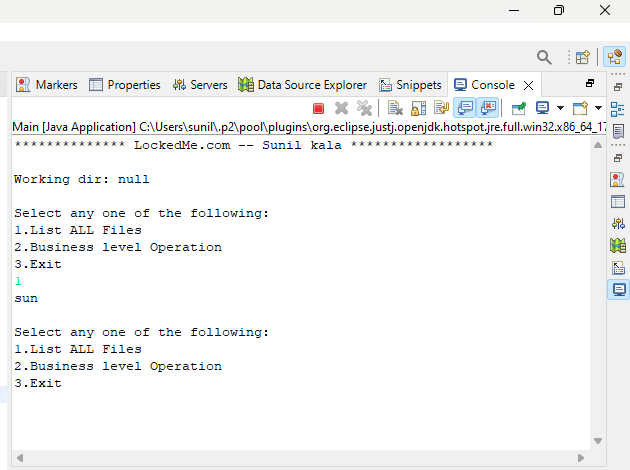 Markers Properties Servers Data Source Explorer Snippets Console
Main [Java Application] C:\Users\sunil\.p2\pool\plugins\org.eclipse.justj.openjdk.hotspot.jre.full.win32.x86_64_17
************** LockedMe.com -- Sunil kala ******************
Working dir: null
Select any one of the following:
1.List ALL Files
2.Business level Operation
3.Exit
1
sun
Select any one of the following:
1.List ALL Files
2.Business level Operation
3.Exit